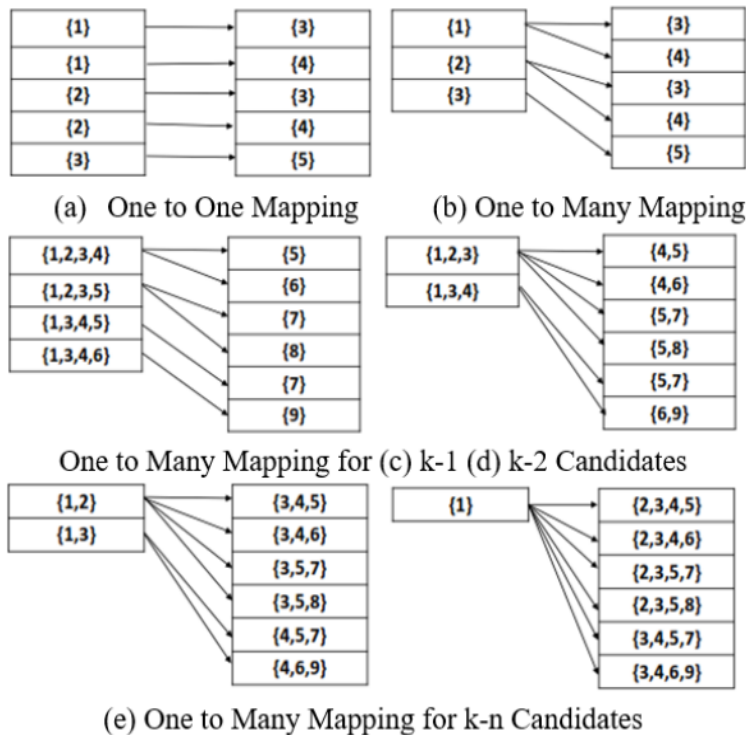 {1} {3} {1} {3}
{1} {4} {2} {4}
{2} {3} {3} {3}
{2} {4} {4}
{3} {5} {5}
(a) One to One Mapping (b) One to Many Mapping
{1,2,3,4} {5} {1,2,3} {4,5}
{1,2,3,5} {6} {1,3,4} {4,6}
{1,3,4,5} {7} {5,7}
{1,3,4,6} {8} {5,8}
{7} {5,7}
{9} {6,9}
One to Many Mapping for (c) k-1 (d) k-2 Candidates
{1,2} {3,4,5} {1} {2,3,4,5}
{1,3} {3,4,6} {2,3,4,6}
{3,5,7} {2,3,5,7}
{3,5,8} {2,3,5,8}
{4,5,7} {3,4,5,7}
{4,6,9} {3,4,6,9}
(e) One to Many Mapping for k-n Candidates